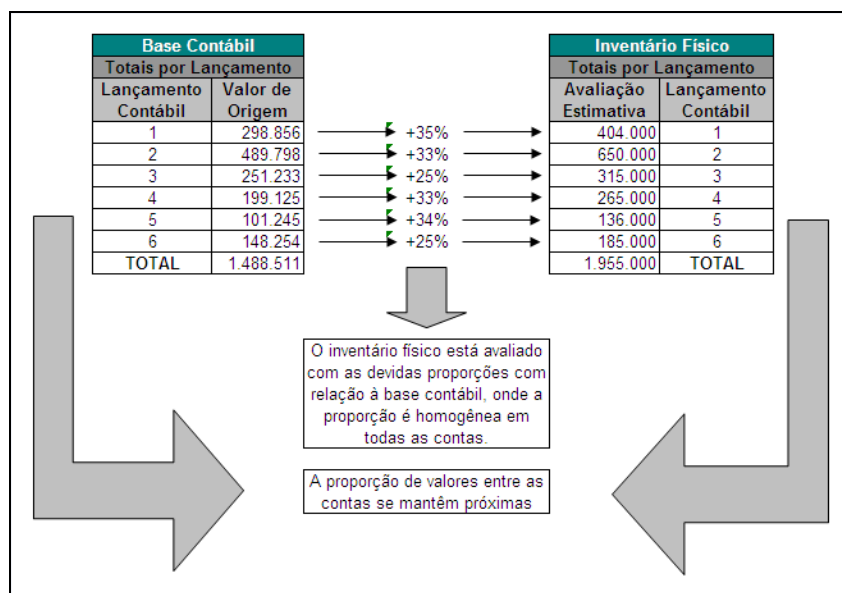 Base Contábil
Totais por Lançamento
Lançamento Contábil Valor de Origem
1 298.856
2 489.798
3 251.233
4 199.125
5 101.245
6 148.254
TOTAL 1.488.511
+35%
+33%
+25%
+33%
+34%
+25%
Inventário Físico
Totais por Lançamento
Avaliação Estimativa Lançamento Contábil
404.000 1
650.000 2
315.000 3
265.000 4
136.000 5
185.000 6
1.955.000 TOTAL
O inventário físico está avaliado
com as devidas proporções com
relação à base contábil, onde a
proporção é homogênea em
todas as contas.
A proporção de valores entre as
contas se mantêm próximas